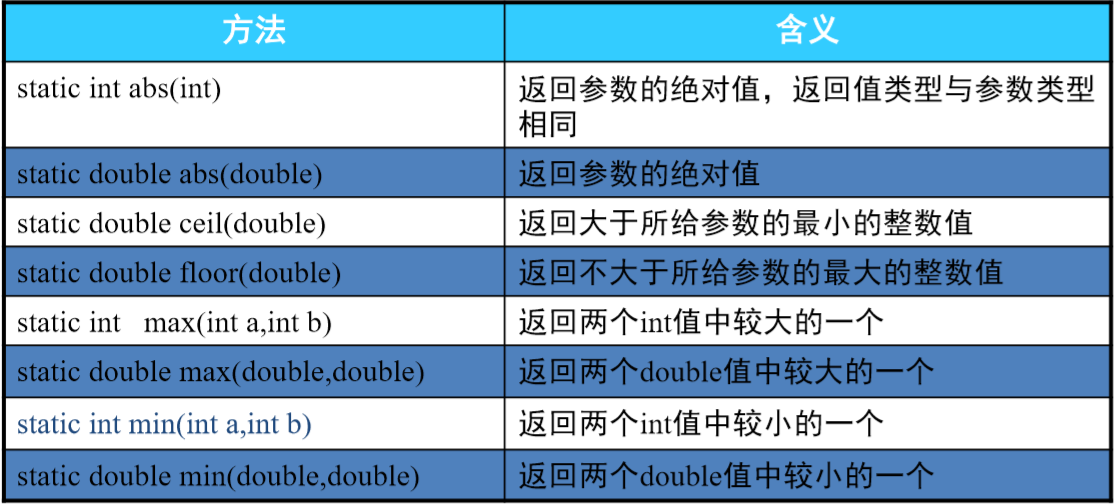 方法
含义
static int abs(int)
返回参数的绝对值，返回值类型与参数类型
相同
static double abs(double)
返回参数的绝对值
static double ceil(double)
返回大于所给参数的最小的整数值
static double floor(double)
返回不大于所给参数的最大的整数值
static int   max(int a,int b)
返回两个int值中较大的一个
static double max(double,double)
返回两个double值中较大的一个
static int min(int a,int b)
返回两个int值中较小的一个
static double min(double,double)
返回两个double值中较小的一个